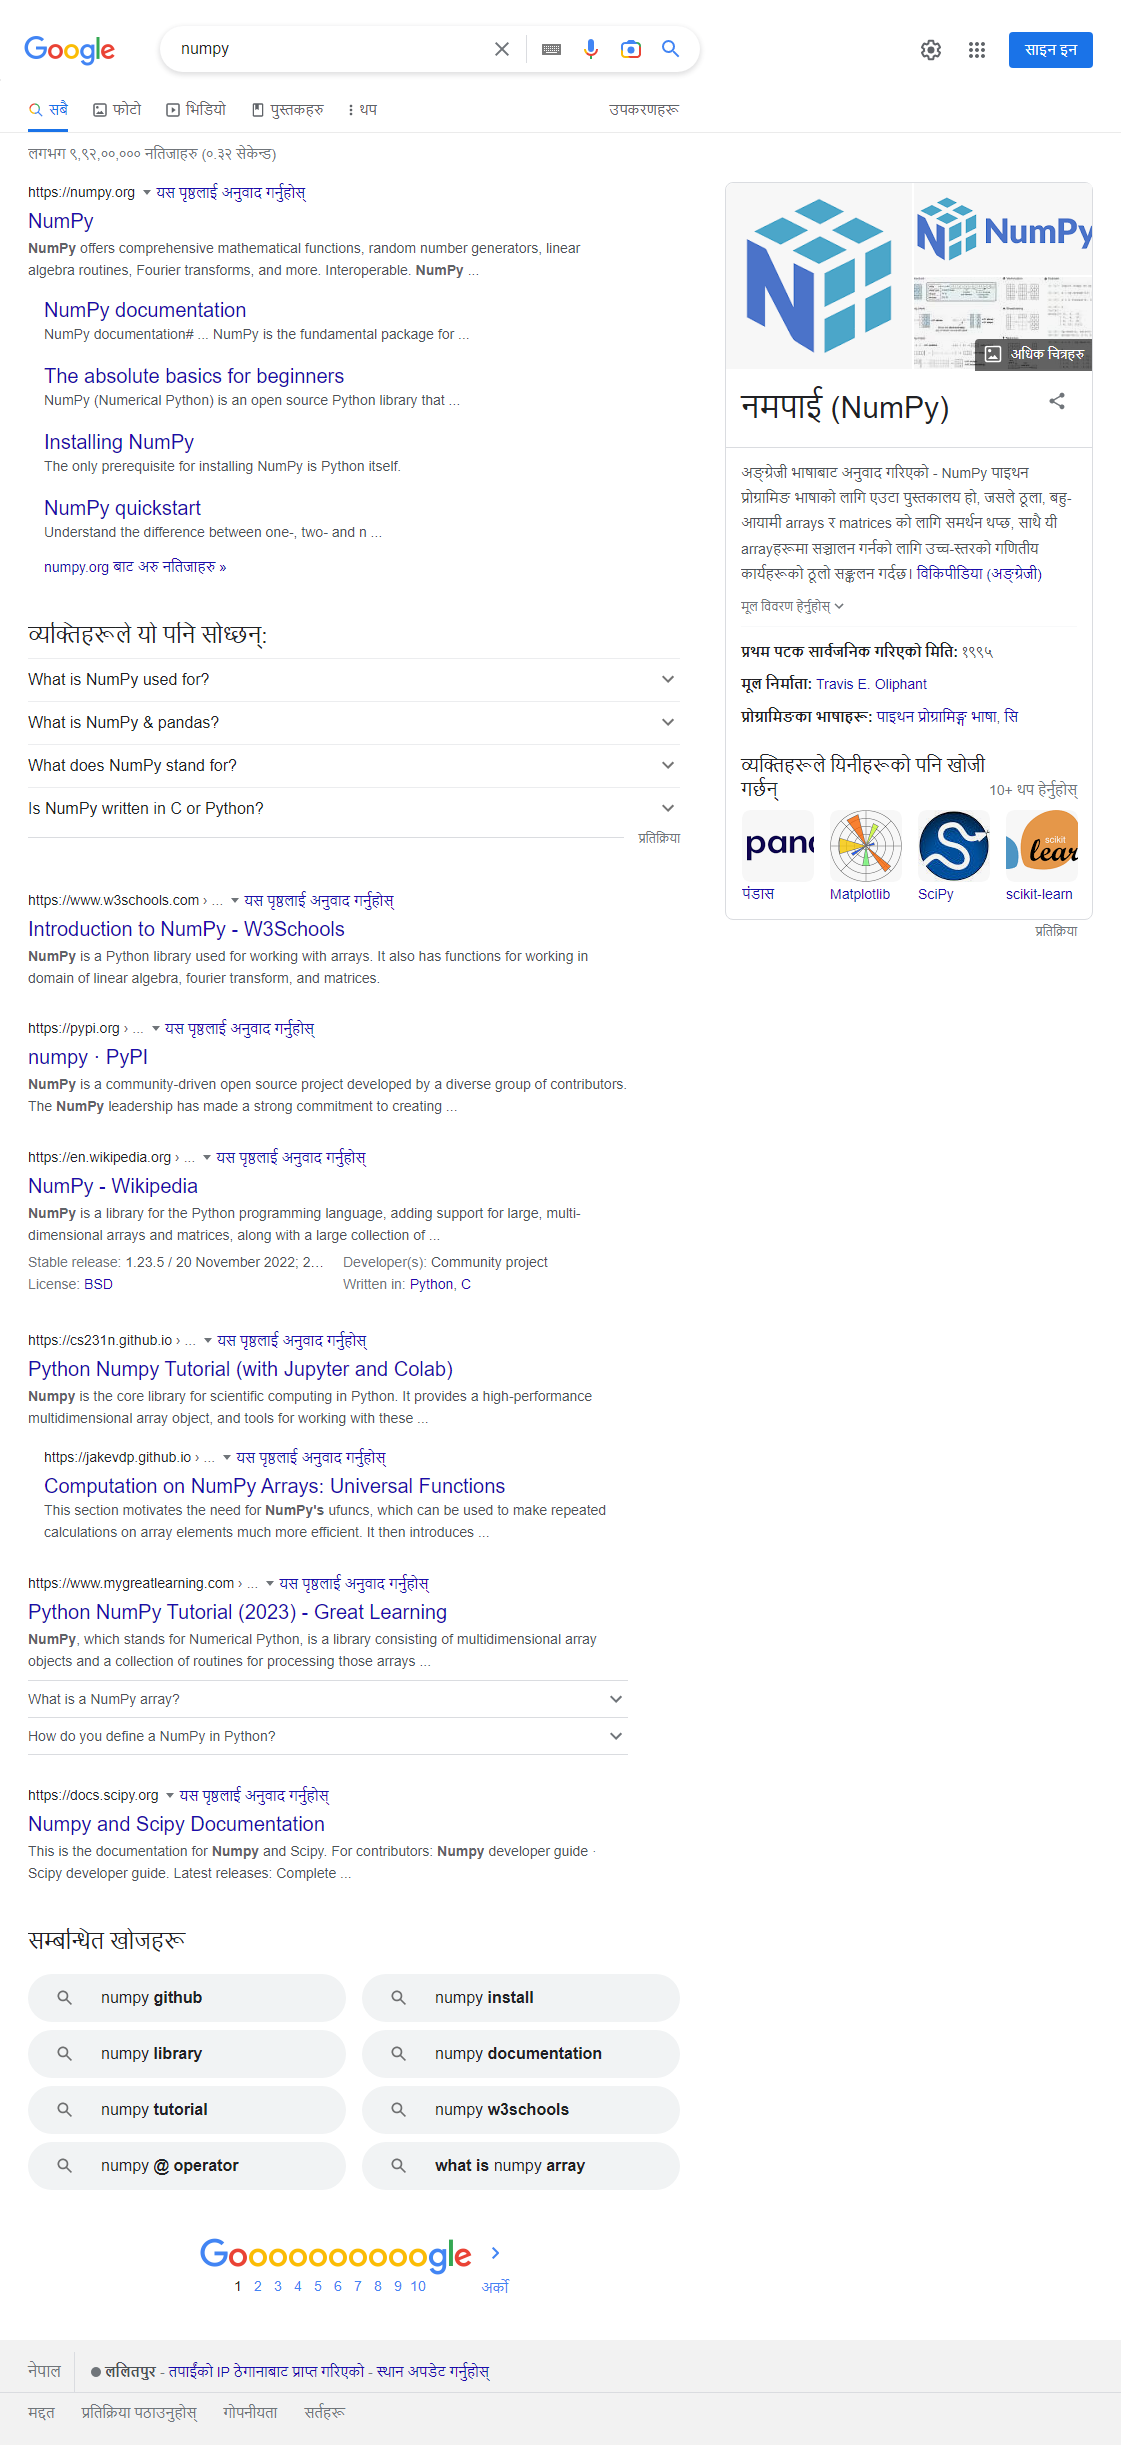 Google
numpy
साइन इन
सबै
फोटो
भिडियो
पुस्तकहरु
थप
उपकरणहरू
लगभग ९,९२,००,००० नतिजाहरु (०.३२ सेकेन्ड)
https://numpy.org यस पृष्ठलाई अनुवाद गर्नुहोस्
NumPy
NumPy offers comprehensive mathematical functions, random number generators, linear
algebra routines, Fourier transforms, and more. Interoperable. NumPy ...
NumPy documentation
NumPy documentation# ... NumPy is the fundamental package for ...
The absolute basics for beginners
NumPy (Numerical Python) is an open source Python library that ...
Installing NumPy
The only prerequisite for installing NumPy is Python itself.
NumPy quickstart
Understand the difference between one-, two- and n ...
numpy.org बाट अरु नतिजाहरु »
व्यक्तिहरूले यो पनि सोध्छन्:
What is NumPy used for?
What is NumPy & pandas?
What does NumPy stand for?
Is NumPy written in C or Python?
प्रतिक्रिया
https://www.w3schools.com › ... यस पृष्ठलाई अनुवाद गर्नुहोस्
Introduction to NumPy - W3Schools
NumPy is a Python library used for working with arrays. It also has functions for working in
domain of linear algebra, fourier transform, and matrices.
https://pypi.org › ... यस पृष्ठलाई अनुवाद गर्नुहोस्
numpy · PyPI
NumPy is a community-driven open source project developed by a diverse group of contributors.
The NumPy leadership has made a strong commitment to creating ...
https://en.wikipedia.org › ... यस पृष्ठलाई अनुवाद गर्नुहोस्
NumPy - Wikipedia
NumPy is a library for the Python programming language, adding support for large, multi-
dimensional arrays and matrices, along with a large collection of ...
Stable release: 1.23.5 / 20 November 2022; 2... Developer(s): Community project
License: BSD Written in: Python, C
https://cs231n.github.io › ... यस पृष्ठलाई अनुवाद गर्नुहोस्
Python Numpy Tutorial (with Jupyter and Colab)
Numpy is the core library for scientific computing in Python. It provides a high-performance
multidimensional array object, and tools for working with these ...
https://jakevdp.github.io › ... यस पृष्ठलाई अनुवाद गर्नुहोस्
Computation on NumPy Arrays: Universal Functions
This section motivates the need for NumPy's ufuncs, which can be used to make repeated
calculations on array elements much more efficient. It then introduces ...
https://www.mygreatlearning.com › ... यस पृष्ठलाई अनुवाद गर्नुहोस्
Python NumPy Tutorial (2023) - Great Learning
NumPy, which stands for Numerical Python, is a library consisting of multidimensional array
objects and a collection of routines for processing those arrays ...
What is a NumPy array?
How do you define a NumPy in Python?
https://docs.scipy.org यस पृष्ठलाई अनुवाद गर्नुहोस्
Numpy and Scipy Documentation
This is the documentation for Numpy and Scipy. For contributors: Numpy developer guide ·
Scipy developer guide. Latest releases: Complete ...
NumPy
अधिक चित्रहरु
नमपाई (NumPy)
अङ्ग्रेजी भाषाबाट अनुवाद गरिएको - NumPy पाइथन
प्रोग्रामिङ भाषाको लागि एउटा पुस्तकालय हो, जसले ठूला, बहु-
आयामी arrays र matrices को लागि समर्थन थप्छ, साथै यी
arrayहरूमा सञ्चालन गर्नको लागि उच्च-स्तरको गणितीय
कार्यहरूको ठूलो सङ्कलन गर्दछ। विकिपीडिया (अङ्ग्रेजी)
मूल विवरण हेर्नुहोस्
प्रथम पटक सार्वजनिक गरिएको मिति: १९९५
मूल निर्माता: Travis E. Oliphant
प्रोग्रामिङका भाषाहरू: पाइथन प्रोग्रामिङ्ग भाषा, सि
व्यक्तिहरूले यिनीहरूको पनि खोजी
गर्छन्
10+ थप हेर्नुहोस्
scikit
lear
पंडास
Matplotlib
SciPy
scikit-learn
प्रतिक्रिया
सम्बन्धित खोजहरू
numpy github
numpy install
numpy library
numpy documentation
numpy tutorial
numpy w3schools
numpy @ operator
what is numpy array
Goooooooooogle
1 2 3 4 5 6 7 8 9 10 अर्को
नेपाल
ललितपुर - तपाईंको IP ठेगानाबाट प्राप्त गरिएको - स्थान अपडेट गर्नुहोस्
मद्दत प्रतिक्रिया पठाउनुहोस् गोपनीयता सर्तहरू